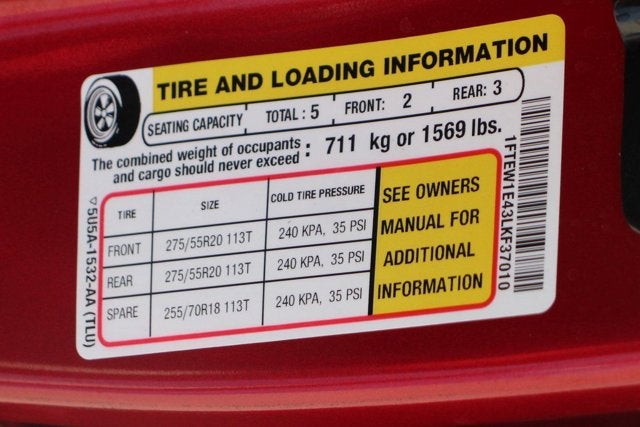 TIRE AND LOADING INFORMATION
SEATING CAPACITY TOTAL : 5 FRONT: 2 REAR: 3
The combined weight of occupants
and cargo should never exceed : 711 kg or 1569 lbs.
TIRE SIZE COLD TIRE PRESSURE
FRONT 275/55R20 113T 240 KPA, 35 PSI
REAR 275/55R20 113T 240 KPA, 35 PSI
SPARE 255/70R18 113T 240 KPA, 35 PSI
SEE OWNERS
MANUAL FOR
ADDITIONAL
INFORMATION
1FTEW1E43LKF37010
▽5U5A-1532-AA (TLU)